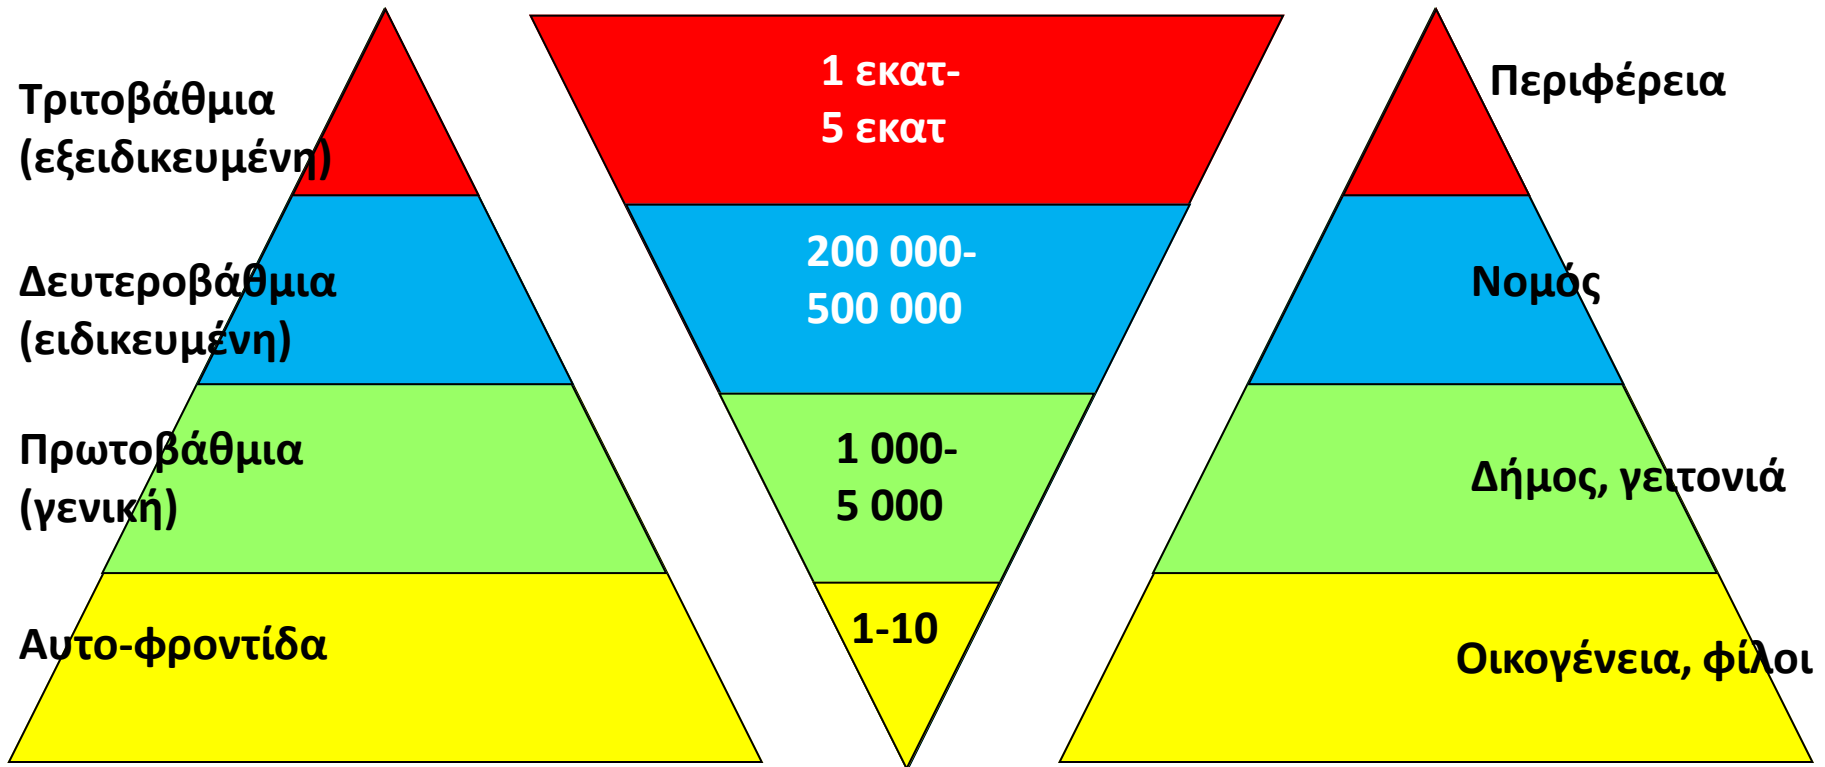 Τριτοβάθμια
(εξειδικευμένη)
1 εκατ-
5 εκατ
Περιφέρεια
Δευτεροβάθμια
(ειδικευμένη)
200 000-
500 000
Νομός
Πρωτοβάθμια
(γενική)
1 000-
5 000
Δήμος, γειτονιά
Αυτο-φροντίδα
1-10
Οικογένεια, φίλοι